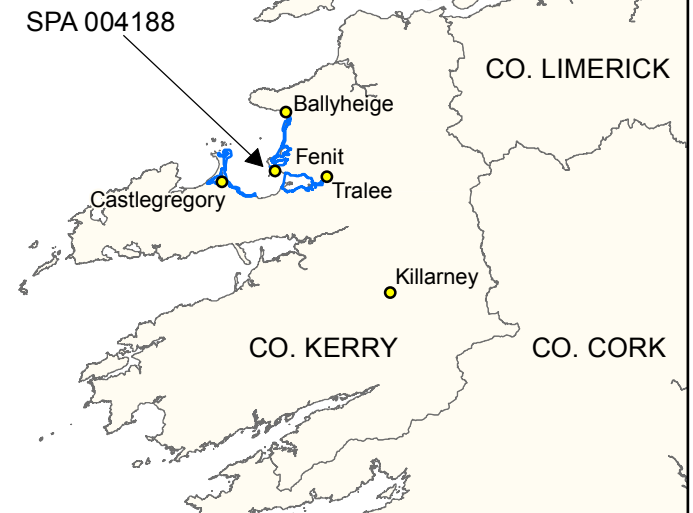 SPA 004188
CO. LIMERICK
Ballyheige
Fenit
Tralee
Castlegregory
Killarney
CO. KERRY
CO. CORK